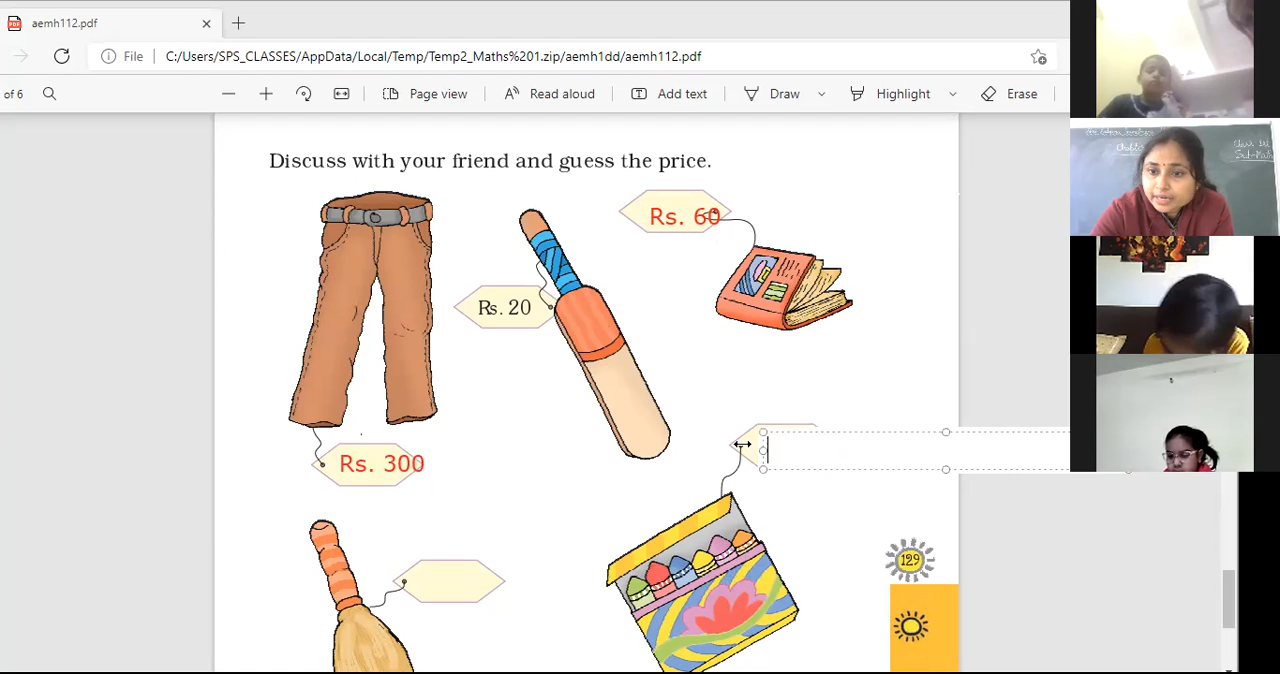 aemh112.pdf
File
C:/Users/SPS_CLASSES/AppData/Local/Temp/Temp2_Maths%201.zip/aemh1dd/aemh112.pdf
of 6
Page view
Read aloud
Add text
Draw
Highlight
Erase
Discuss with your friend and guess the price.
Rs. 60
Rs. 20
Rs. 300
129